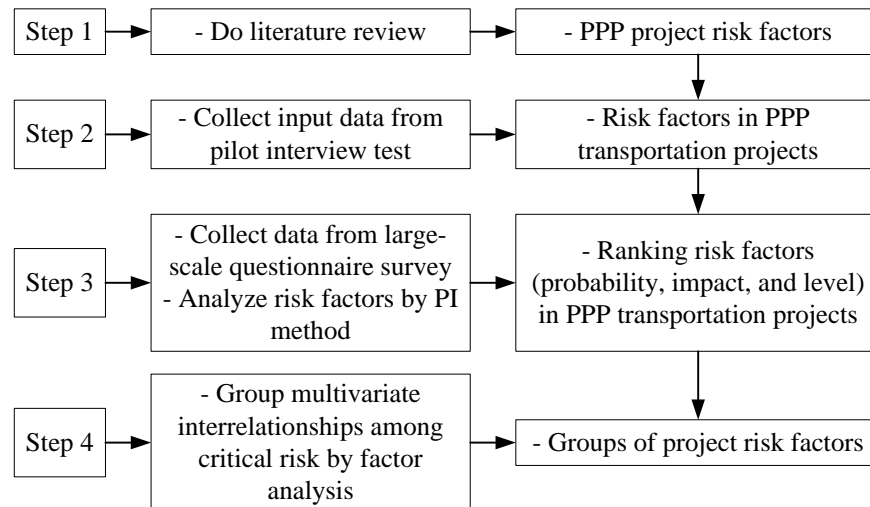 Step 1
- Do literature review
- PPP project risk factors
Step 2
- Collect input data from
pilot interview test
- Risk factors in PPP
transportation projects
Step 3
- Collect data from large-
scale questionnaire survey
- Analyze risk factors by PI
method
- Ranking risk factors
(probability, impact, and level)
in PPP transportation projects
Step 4
- Group multivariate
interrelationships among
critical risk by factor
analysis
- Groups of project risk factors